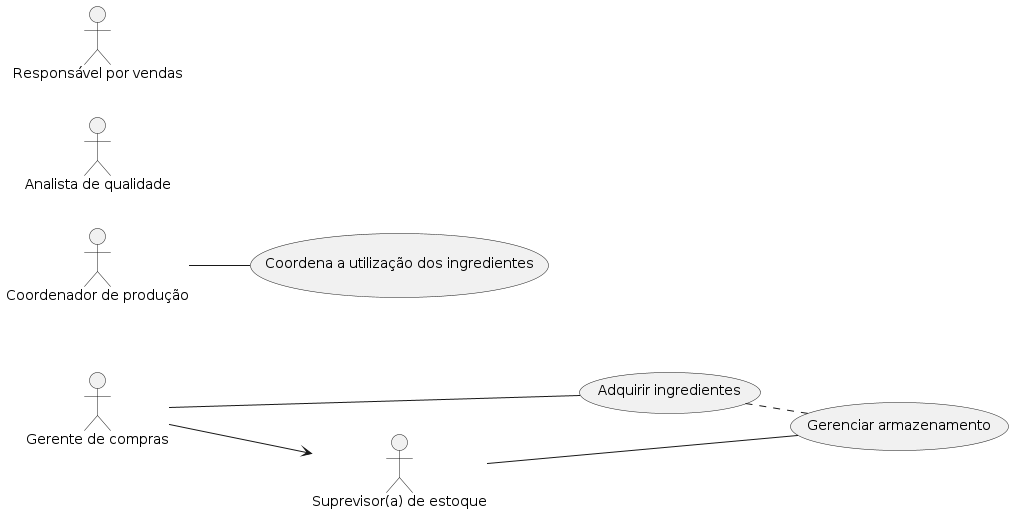 Responsável por vendas
Analista de qualidade
Coordenador de produção
Coordena a utilização dos ingredientes
Gerente de compras
Adquirir ingredientes
Gerenciar armazenamento
Suprevisor(a) de estoque